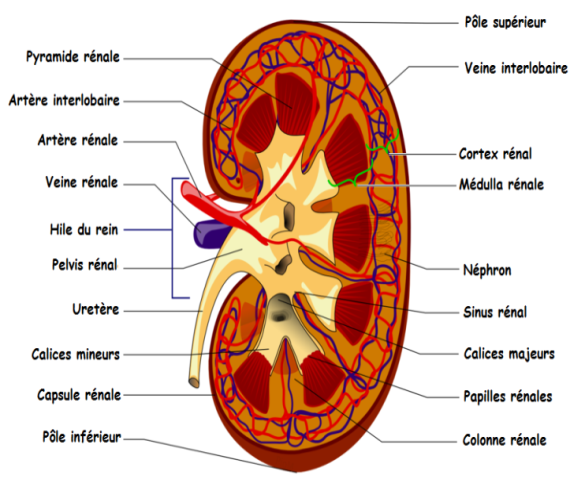 Pôle supérieur
Pyramide rénale
Veine interlobaire
Artère interlobaire
Artère rénale
Cortex rénal
Veine rénale
Médulla rénale
Hile du rein
Pelvis rénal
Néphron
Uretère
Sinus rénal
Calices mineurs
Calices majeurs
Capsule rénale
Papilles rénales
Pôle inférieur
Colonne rénale